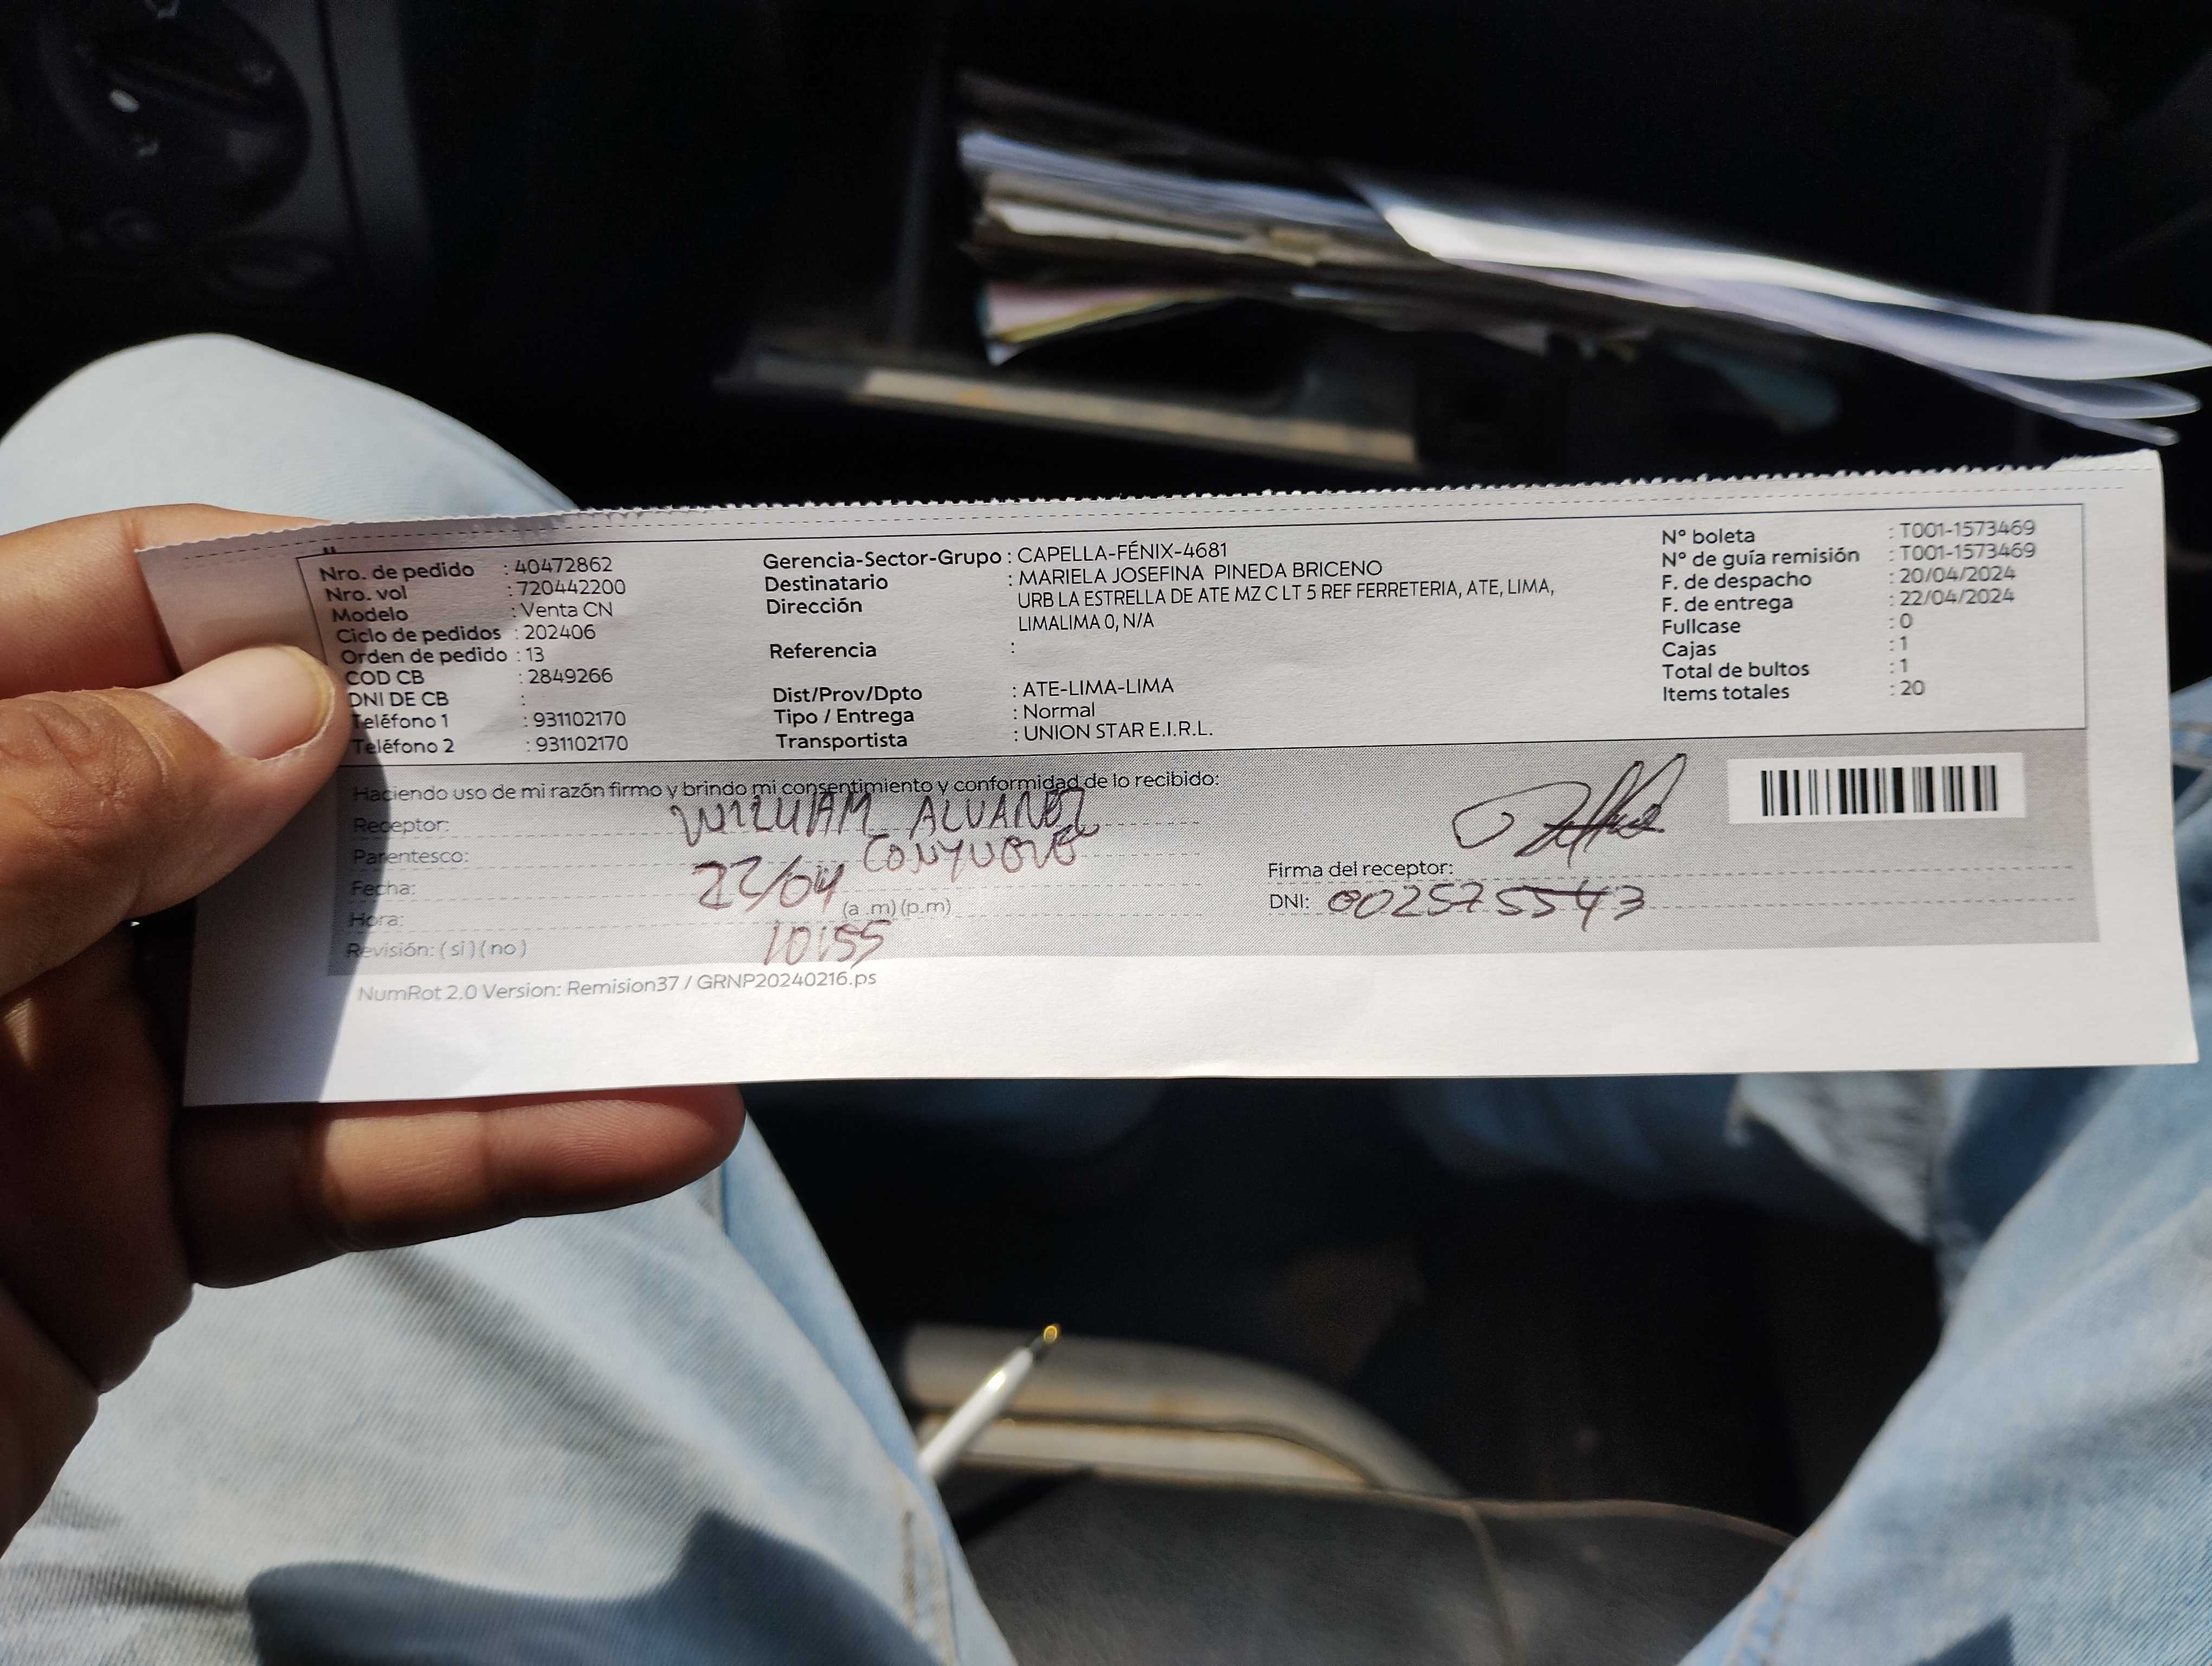 Nro. de pedido : 40472862
Nro. vol : 720442200
Modelo : Venta CN
Ciclo de pedidos : 202406
Orden de pedido : 13
COD CB : 2849266
DNI DE CB :
Teléfono 1 : 931102170
Teléfono 2 : 931102170
Gerencia-Sector-Grupo : CAPELLA-FÉNIX-4681
Destinatario : MARIELA JOSEFINA PINEDA BRICENO
Dirección URB LA ESTRELLA DE ATE MZ C LT 5 REF FERRETERIA, ATE, LIMA,
LIMALIMA 0, N/A
Referencia :
Dist/Prov/Dpto : ATE-LIMA-LIMA
Tipo / Entrega : Normal
Transportista : UNION STAR E.I.R.L.
N° boleta : T001-1573469
N° de guía remisión : T001-1573469
F. de despacho : 20/04/2024
F. de entrega : 22/04/2024
Fullcase : 0
Cajas : 1
Total de bultos : 1
Items totales : 20
Haciendo uso de mi razón firmo y brindo mi consentimiento y conformidad de lo recibido:
Receptor: WILLIAM ALVAREZ
Parentesco: CONYUGUE
Fecha: 22/04
Hora: (a .m) (p.m)
10:55
Revisión: ( si ) ( no )
Firma del receptor:
DNI: 002575543
NumRot 2.0 Version: Remision37 / GRNP20240216.ps